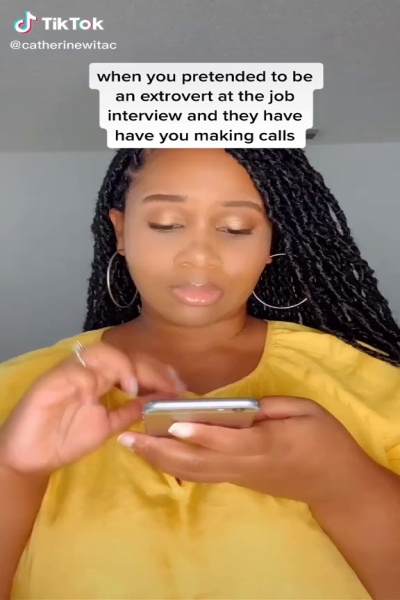 TikTok
@catherinewitac
when you pretended to be
an extrovert at the job
interview and they have
have you making calls